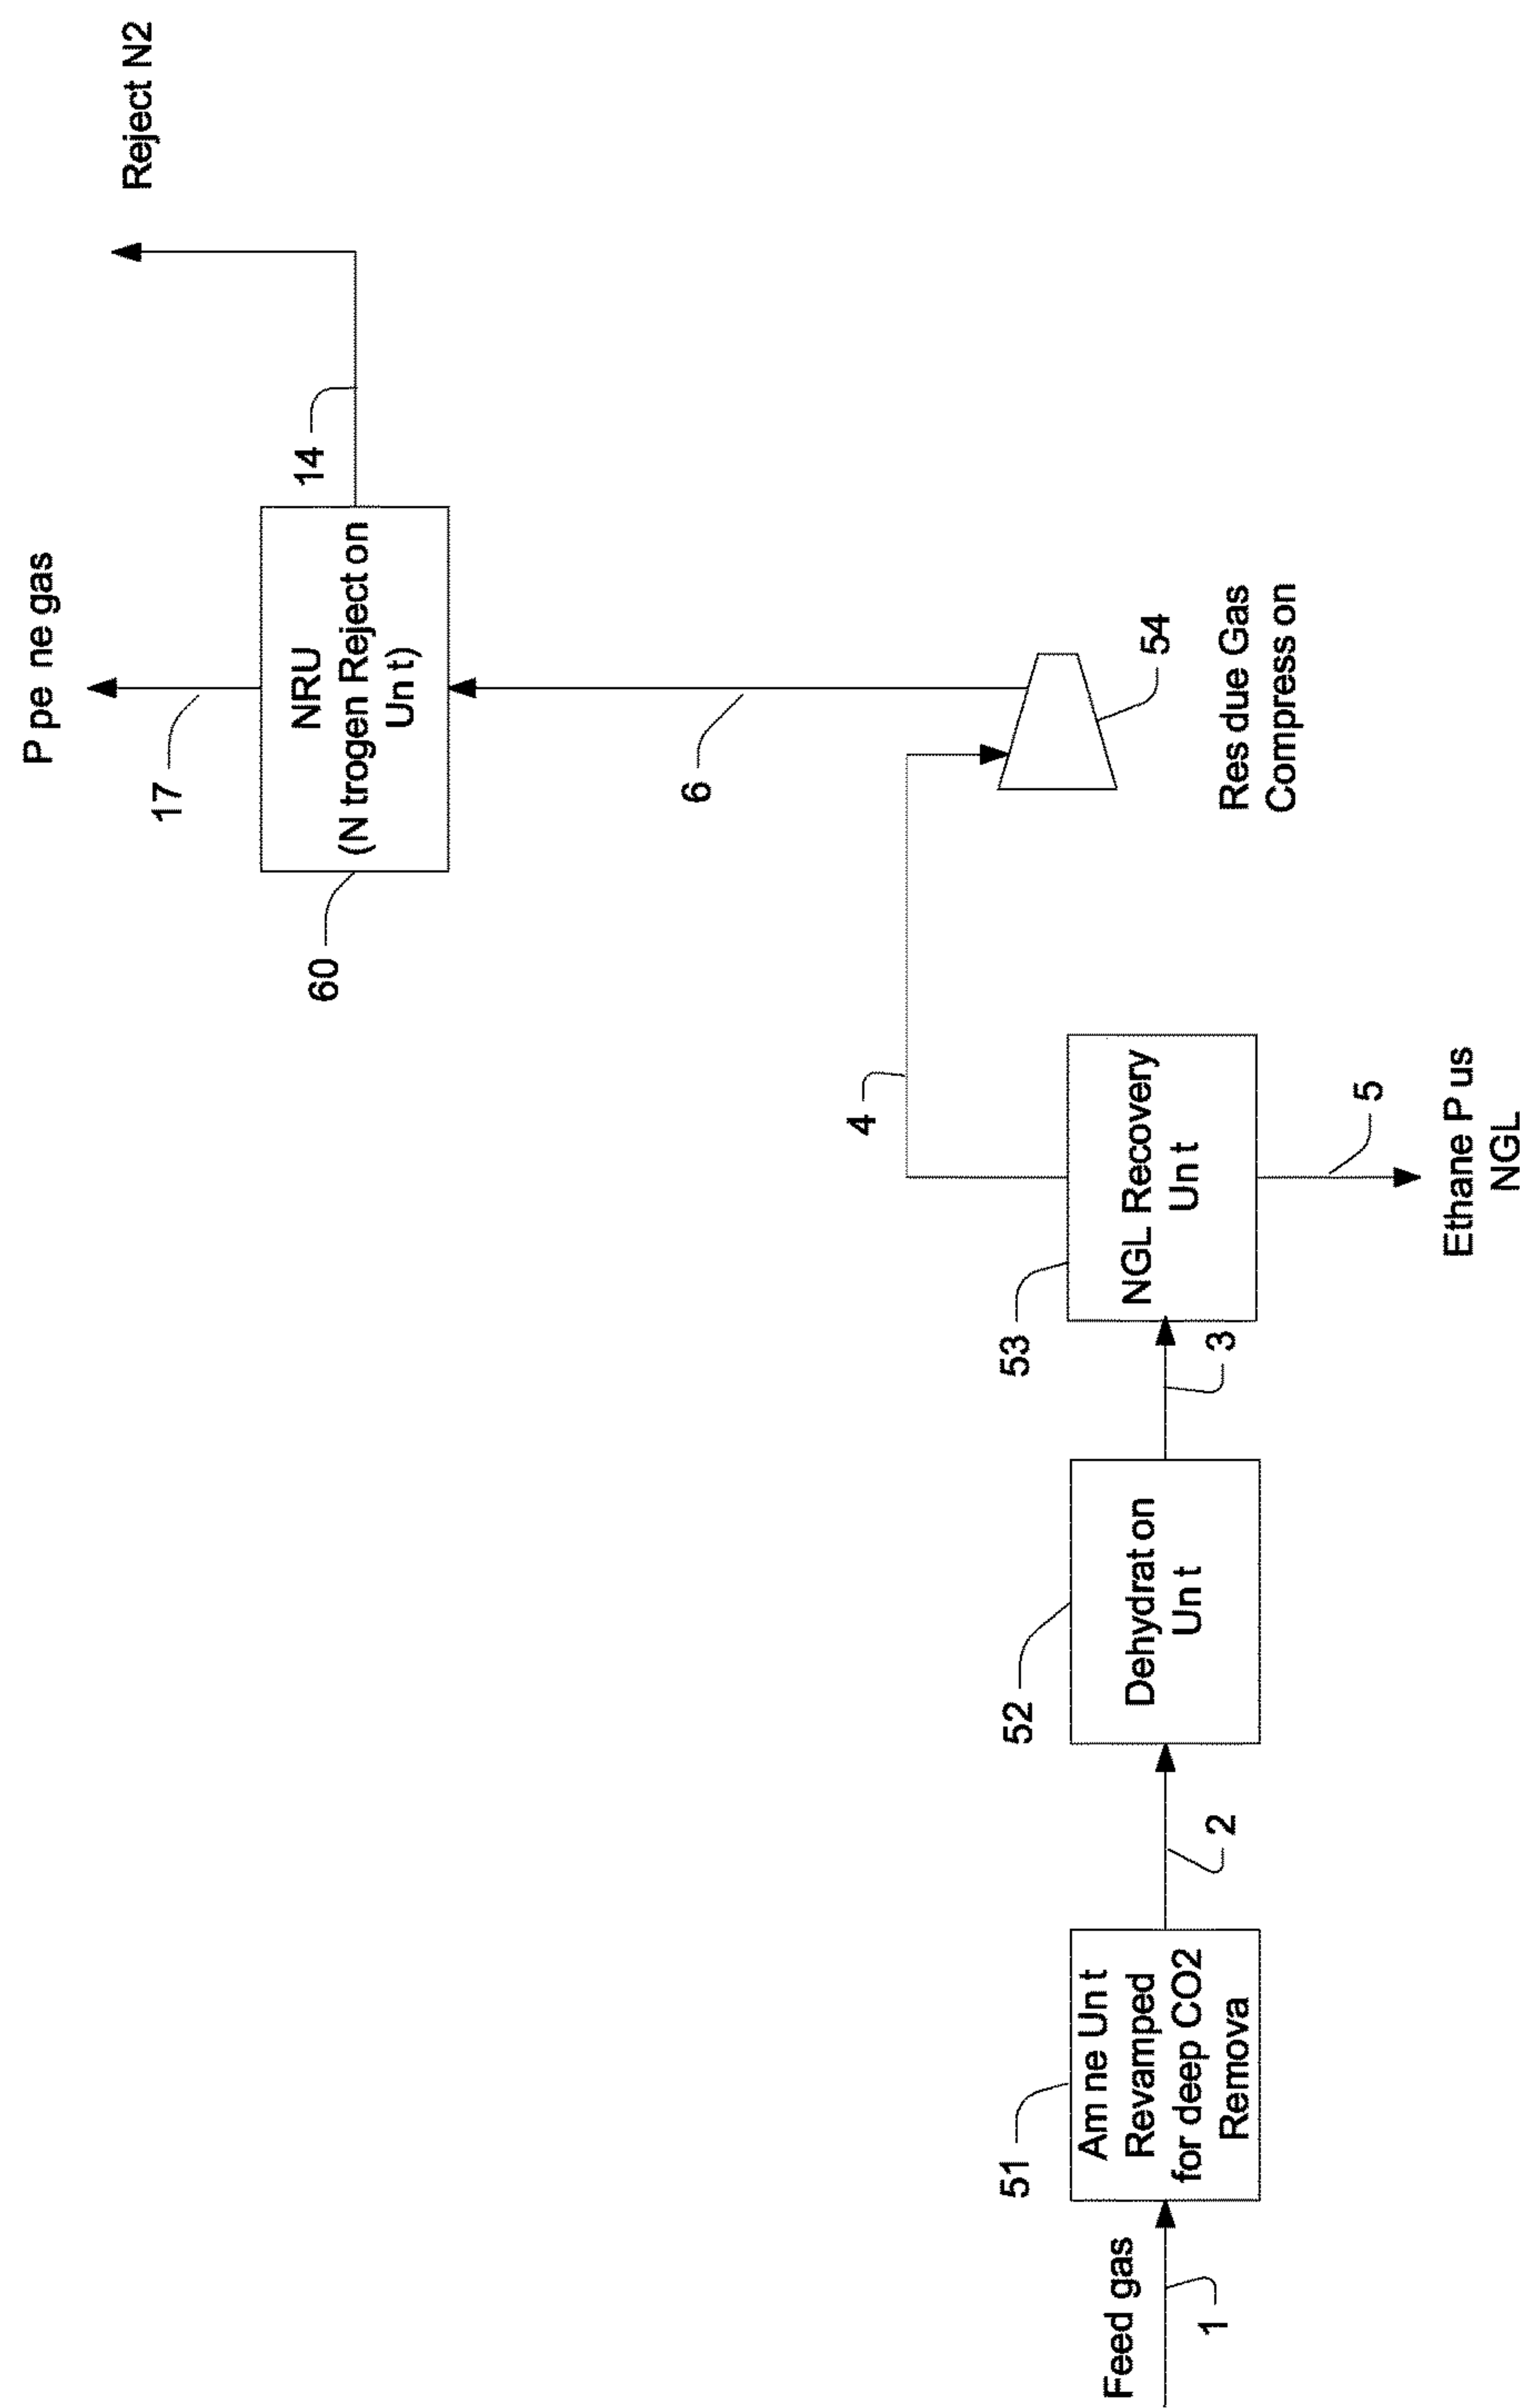 P pe ne gas
Reject N2
17
14
NRU
(N trogen Reject on
Un t)
60
6
4
54
Res due Gas
Compress on
51
52
53
Feed gas
Am ne Un t
Revamped
for deep CO2
Remova
Dehydrat on
Un t
NGL Recovery
Un t
1
2
3
5
Ethane P us
NGL